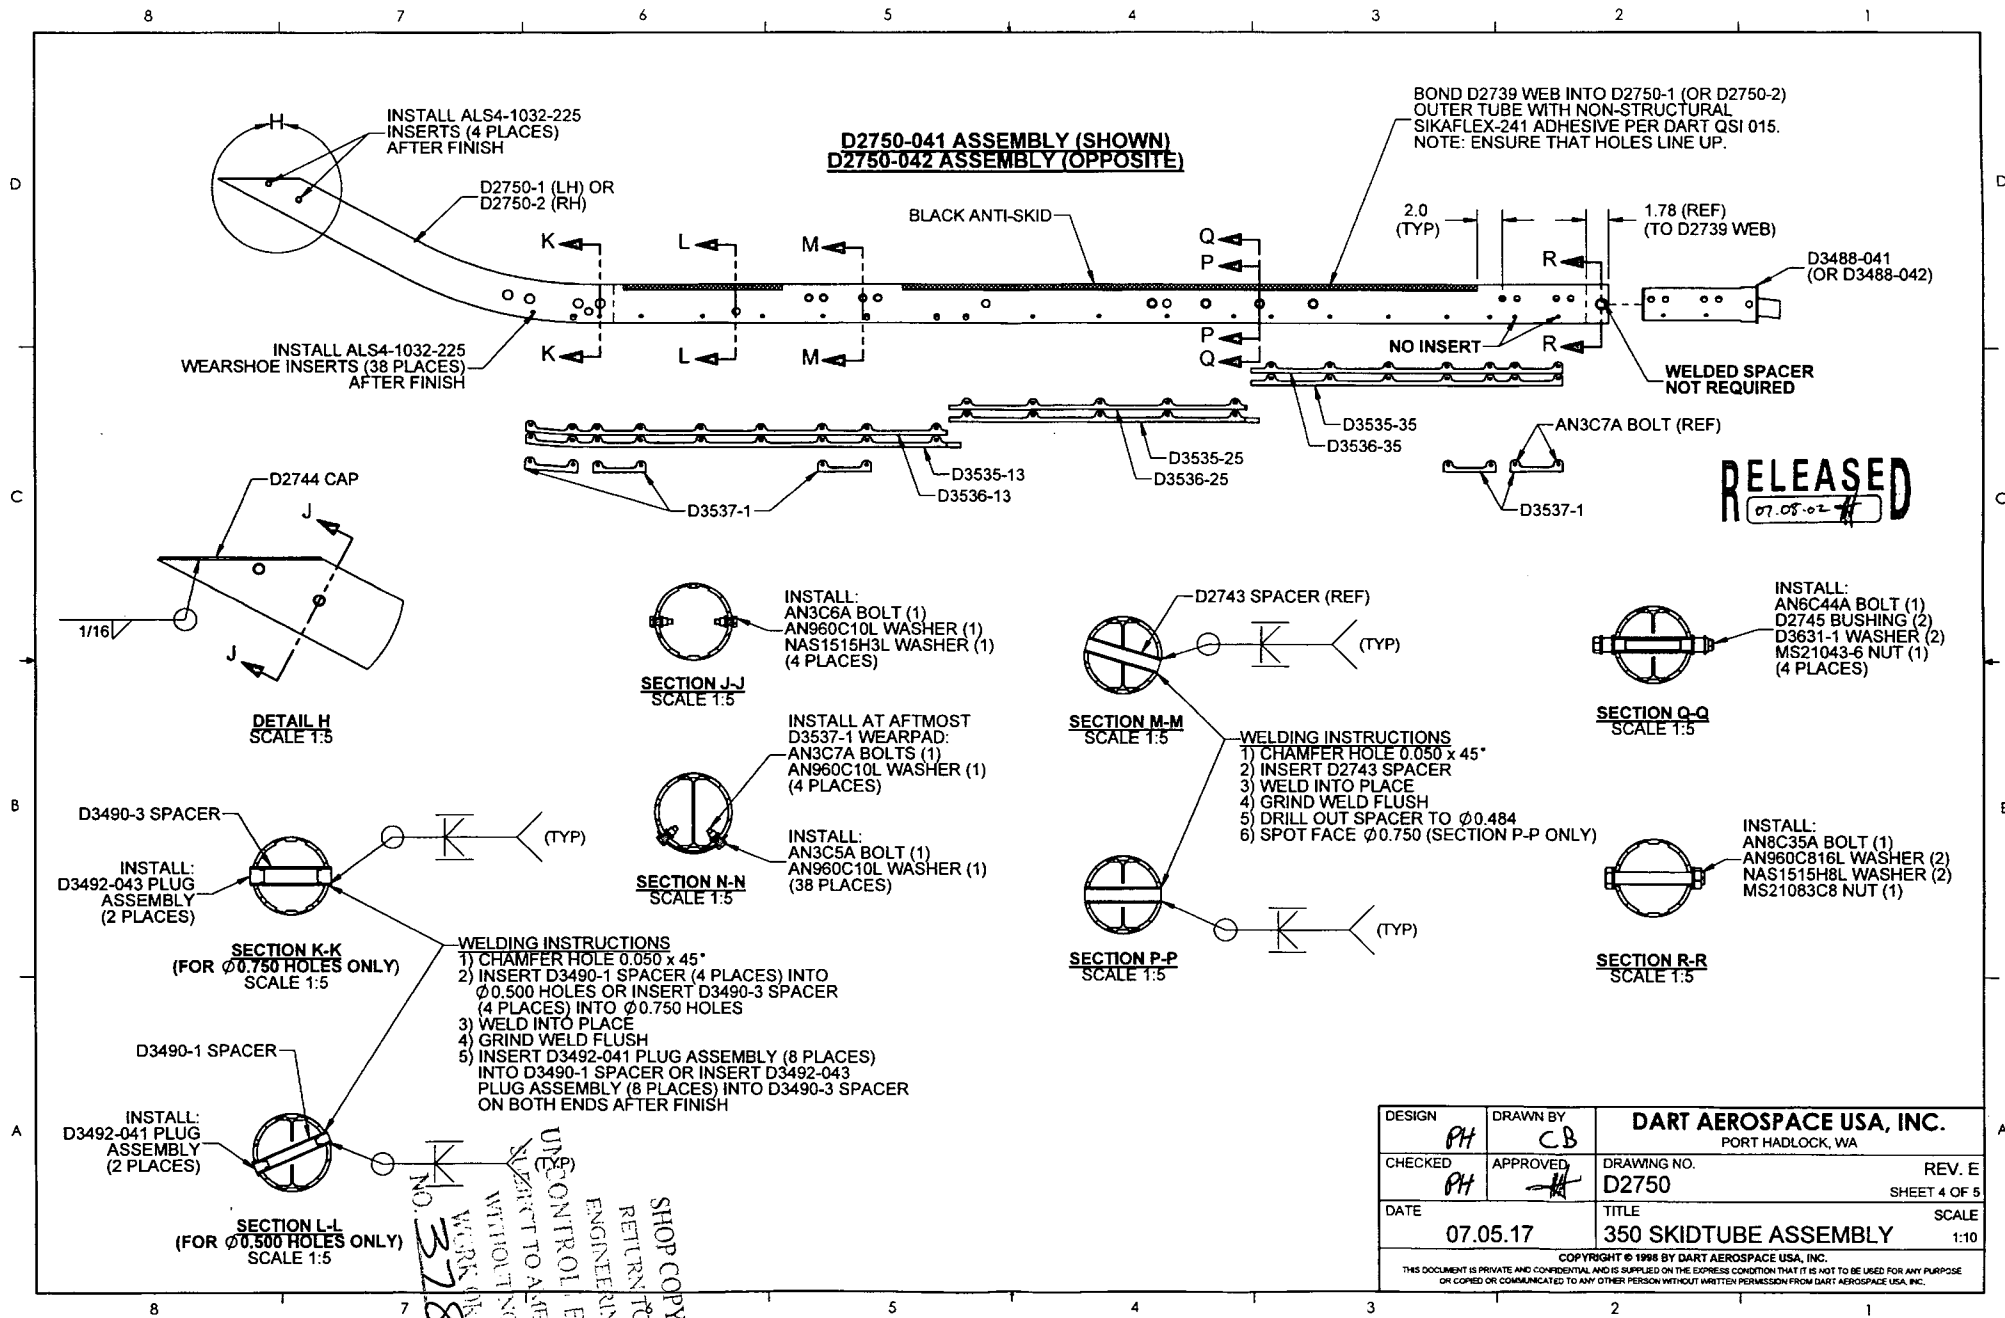 8 7 6 5 4 3 2 1
D
C
B
A
INSTALL ALS4-1032-225
INSERTS (4 PLACES)
AFTER FINISH
H
D2750-1 (LH) OR
D2750-2 (RH)
D2750-041 ASSEMBLY (SHOWN)
D2750-042 ASSEMBLY (OPPOSITE)
BLACK ANTI-SKID
BOND D2739 WEB INTO D2750-1 (OR D2750-2)
OUTER TUBE WITH NON-STRUCTURAL
SIKAFLEX-241 ADHESIVE PER DART QSI 015.
NOTE: ENSURE THAT HOLES LINE UP.
2.0
(TYP)
1.78 (REF)
(TO D2739 WEB)
D3488-041
(OR D3488-042)
K L M Q
P R
K L M P
Q R
INSTALL ALS4-1032-225
WEARSHOE INSERTS (38 PLACES)
AFTER FINISH
NO INSERT
WELDED SPACER
NOT REQUIRED
D3535-35
D3536-35
AN3C7A BOLT (REF)
D3535-25
D3536-25
D3535-13
D3536-13
D3537-1
D3537-1
RELEASED
07.08.02
D2744 CAP
J
J
1/16
DETAIL H
SCALE 1:5
INSTALL:
AN3C6A BOLT (1)
AN960C10L WASHER (1)
NAS1515H3L WASHER (1)
(4 PLACES)
SECTION J-J
SCALE 1:5
INSTALL AT AFTMOST
D3537-1 WEARPAD:
AN3C7A BOLTS (1)
AN960C10L WASHER (1)
(4 PLACES)
INSTALL:
AN3C5A BOLT (1)
AN960C10L WASHER (1)
(38 PLACES)
SECTION N-N
SCALE 1:5
D2743 SPACER (REF)
(TYP)
SECTION M-M
SCALE 1:5
WELDING INSTRUCTIONS
1) CHAMFER HOLE 0.050 x 45°
2) INSERT D2743 SPACER
3) WELD INTO PLACE
4) GRIND WELD FLUSH
5) DRILL OUT SPACER TO Ø0.484
6) SPOT FACE Ø0.750 (SECTION P-P ONLY)
(TYP)
SECTION P-P
SCALE 1:5
INSTALL:
AN6C44A BOLT (1)
D2745 BUSHING (2)
D3631-1 WASHER (2)
MS21043-6 NUT (1)
(4 PLACES)
SECTION Q-Q
SCALE 1:5
INSTALL:
AN8C35A BOLT (1)
AN960C816L WASHER (2)
NAS1515H8L WASHER (2)
MS21083C8 NUT (1)
SECTION R-R
SCALE 1:5
D3490-3 SPACER
(TYP)
INSTALL:
D3492-043 PLUG
ASSEMBLY
(2 PLACES)
SECTION K-K
(FOR Ø0.750 HOLES ONLY)
SCALE 1:5
WELDING INSTRUCTIONS
1) CHAMFER HOLE 0.050 x 45°
2) INSERT D3490-1 SPACER (4 PLACES) INTO
Ø0.500 HOLES OR INSERT D3490-3 SPACER
(4 PLACES) INTO Ø0.750 HOLES
3) WELD INTO PLACE
4) GRIND WELD FLUSH
5) INSERT D3492-041 PLUG ASSEMBLY (8 PLACES)
INTO D3490-1 SPACER OR INSERT D3492-043
PLUG ASSEMBLY (8 PLACES) INTO D3490-3 SPACER
ON BOTH ENDS AFTER FINISH
D3490-1 SPACER
(TYP)
INSTALL:
D3492-041 PLUG
ASSEMBLY
(2 PLACES)
SECTION L-L
(FOR Ø0.500 HOLES ONLY)
SCALE 1:5
SHOP COPY
RETURN TO
SUBJECT TO
NO. 378
DESIGN PH
DRAWN BY CB
CHECKED PH
APPROVED
DATE
07.05.17
DART AEROSPACE USA, INC.
PORT HADLOCK, WA
DRAWING NO. REV. E
D2750 SHEET 4 OF 5
TITLE SCALE
350 SKIDTUBE ASSEMBLY 1:10
COPYRIGHT © 1998 BY DART AEROSPACE USA, INC.
THIS DOCUMENT IS PRIVATE AND CONFIDENTIAL AND IS SUPPLIED ON THE EXPRESS CONDITION THAT IT IS NOT TO BE USED FOR ANY PURPOSE
OR COPIED OR COMMUNICATED TO ANY OTHER PERSON WITHOUT WRITTEN PERMISSION FROM DART AEROSPACE USA, INC.
8 7 6 5 4 3 2 1